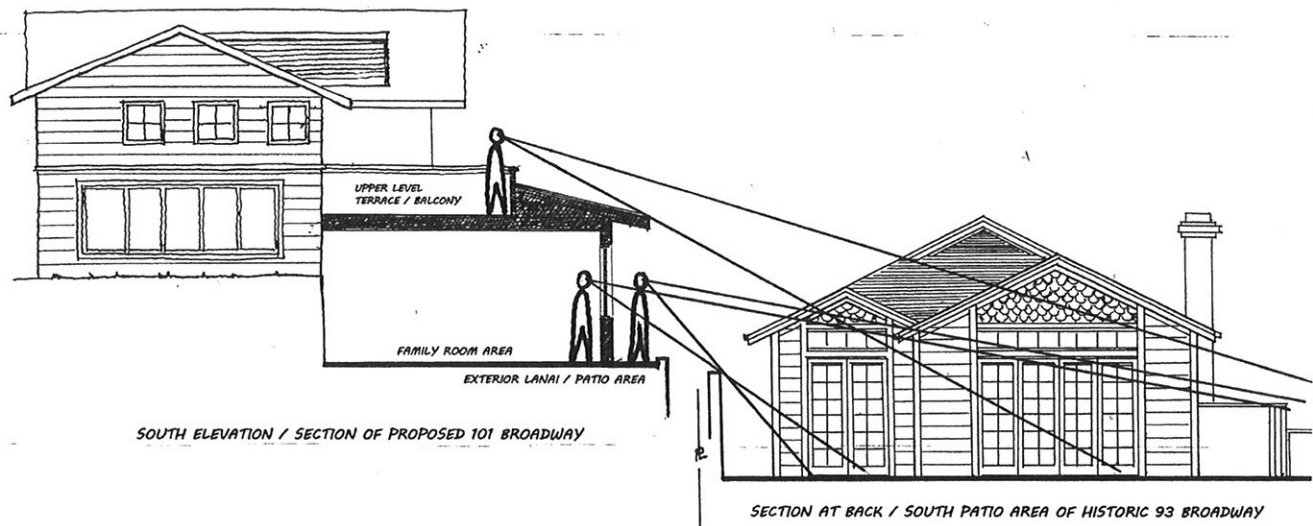 UPPER LEVEL
TERRACE / BALCONY
FAMILY ROOM AREA
EXTERIOR LANAI / PATIO AREA
SOUTH ELEVATION / SECTION OF PROPOSED 101 BROADWAY
PL
SECTION AT BACK / SOUTH PATIO AREA OF HISTORIC 93 BROADWAY